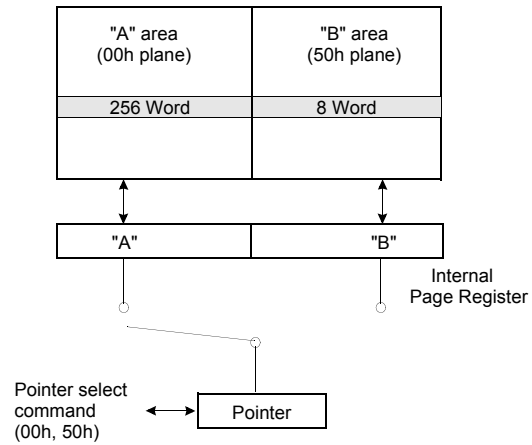 "A" area
(00h plane)
"B" area
(50h plane)
256 Word
8 Word
"A"
"B"
Internal
Page Register
Pointer select
command
(00h, 50h)
Pointer